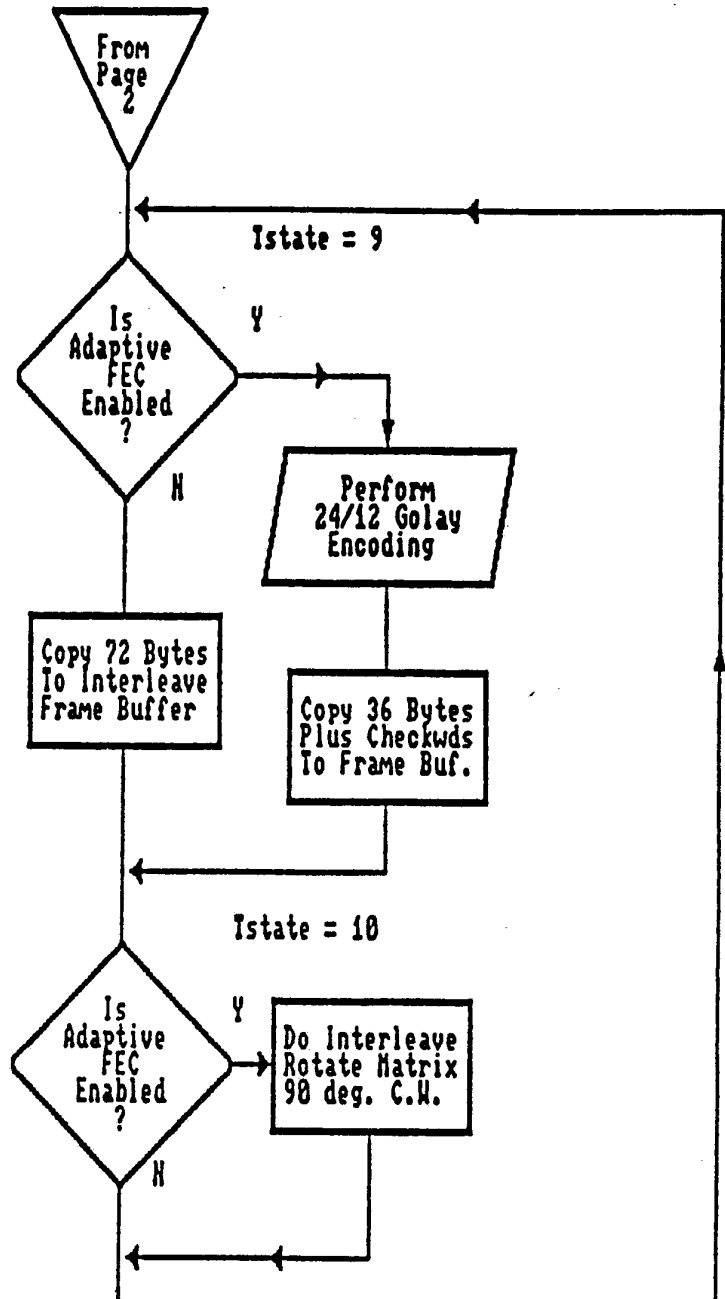 From
Page
2
Tstate = 9
Is
Adaptive
FEC
Enabled
?
Y
N
Perform
24/12 Golay
Encoding
Copy 72 Bytes
To Interleave
Frame Buffer
Copy 36 Bytes
Plus Checkwds
To Frame Buf.
Tstate = 10
Is
Adaptive
FEC
Enabled
?
Y
N
Do Interleave
Rotate Matrix
90 deg. C.W.